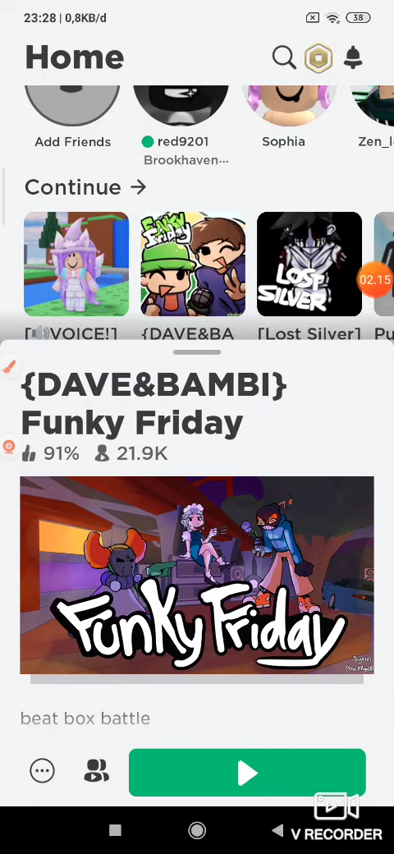 23:28 | 0,8KB/d
38
Home
Add Friends
red9201
Sophia
Brookhaven...
Continue →
FUNKY
FRiDAY
LOST
SILVER
02.15
[🔊VOICE!]
{DAVE&BA
[Lost Silver]
Pu
{DAVE&BAMBI}
Funky Friday
91%
21.9K
Funky Friday
beat box battle
V RECORDER